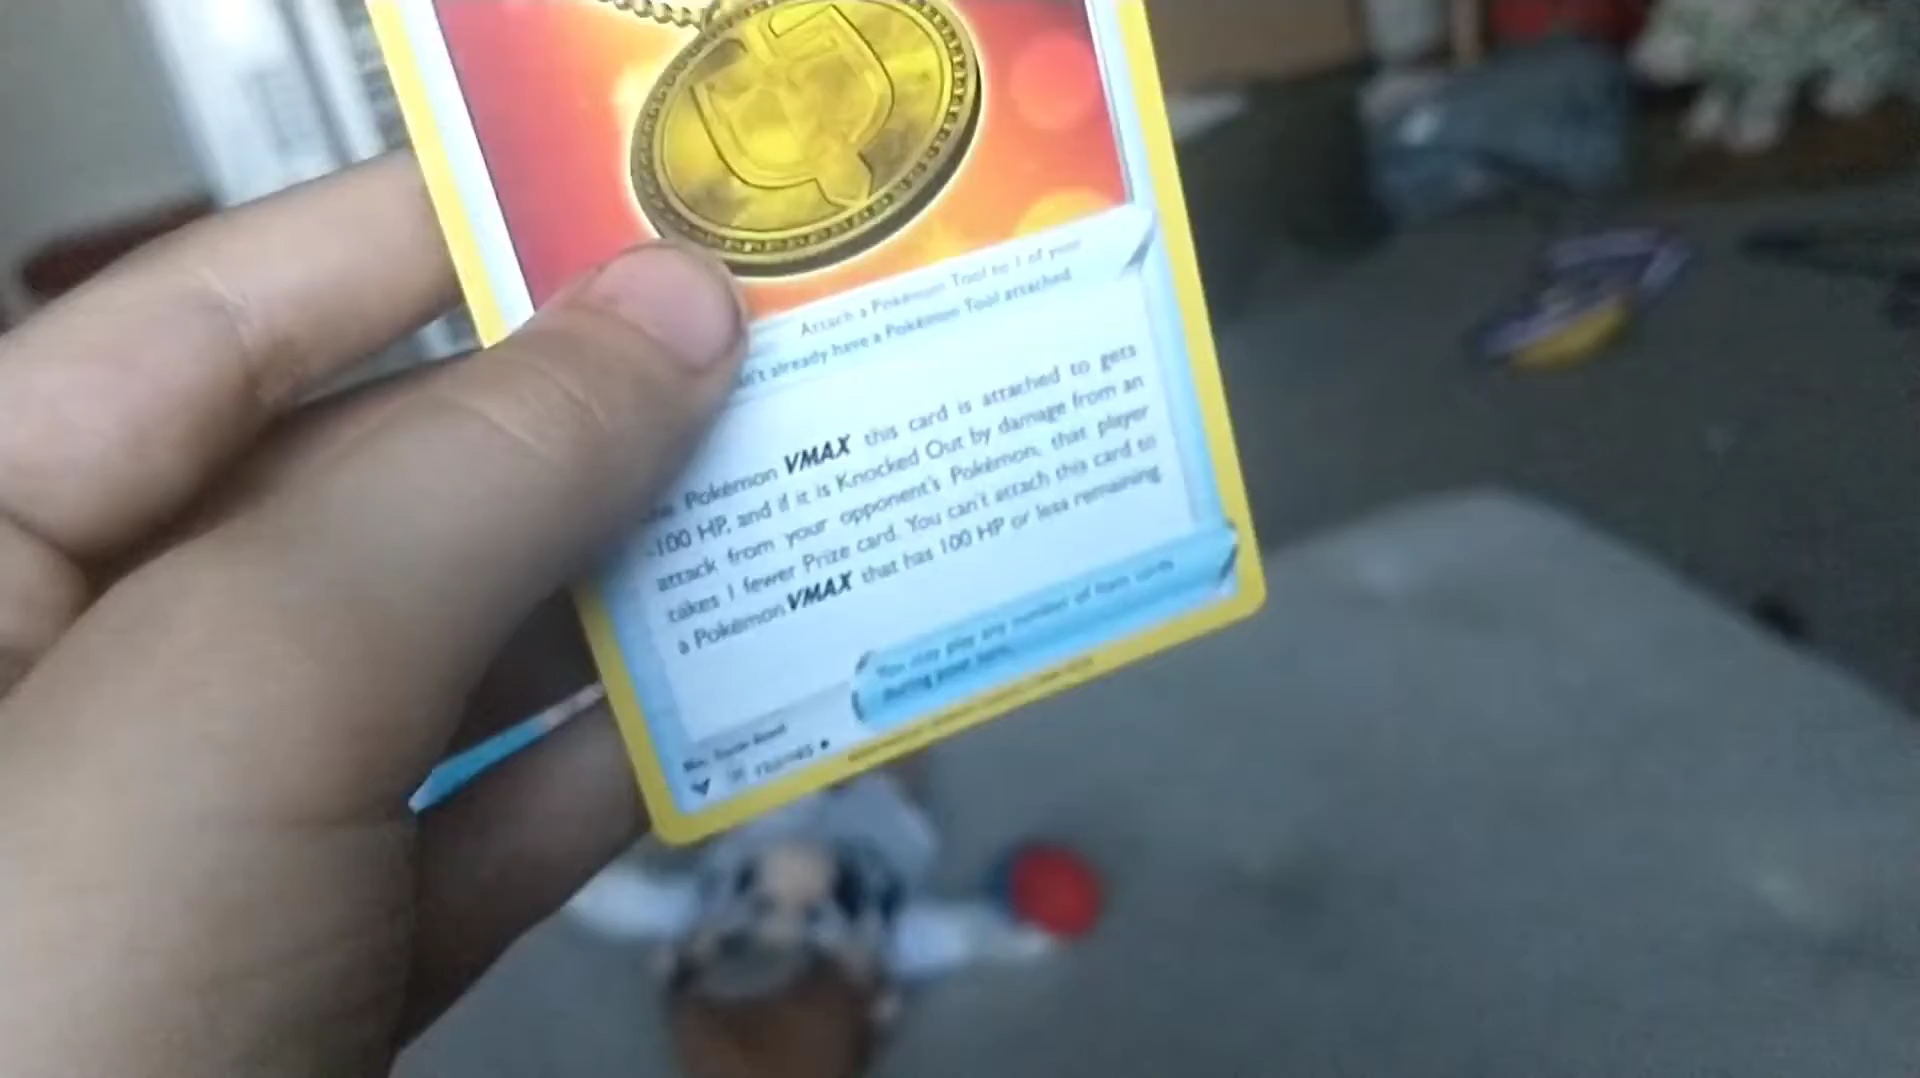 Attach a Pokémon Tool to 1 of your
n't already have a Pokémon Tool attached
Pokémon VMAX this card is attached to gets
-100 HP, and if it is Knocked Out by damage from an
attack from your opponent's Pokémon, that player
takes 1 fewer Prize card. You can't attach this card to
a Pokémon VMAX that has 100 HP or less remaining
You may play any number of Item cards
during your turn.